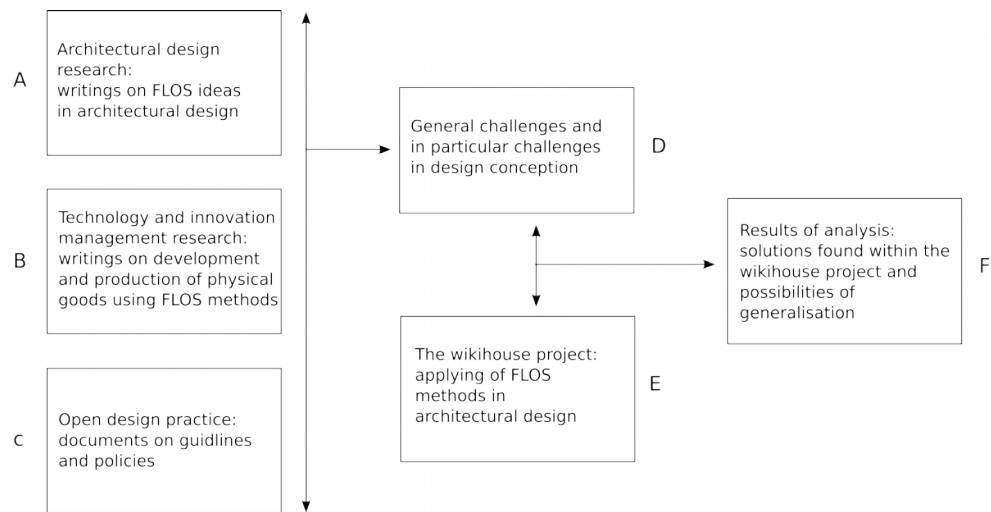 A
Architectural design
research:
writings on FLOS ideas
in architectural design
B
Technology and innovation
management research:
writings on development
and production of physical
goods using FLOS methods
c
Open design practice:
documents on guidlines
and policies
General challenges and
in particular challenges
in design conception
D
The wikihouse project:
applying of FLOS
methods in
architectural design
E
Results of analysis:
solutions found within the
wikihouse project and
possibilities of
generalisation
F